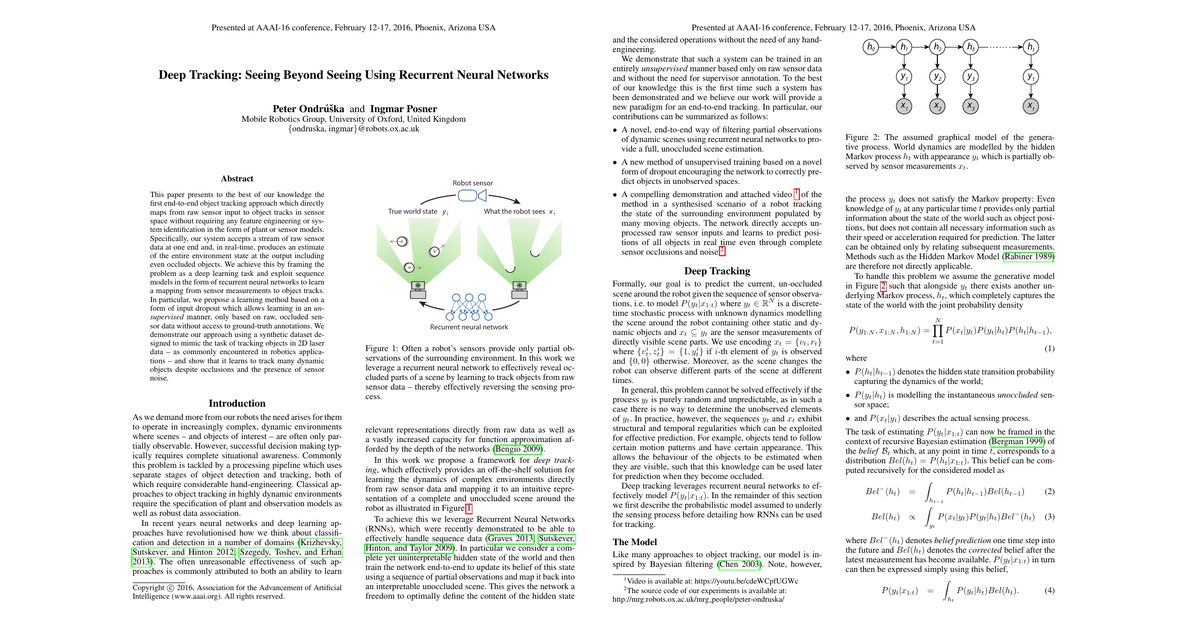 Presented at AAAI-16 conference, February 12-17, 2016, Phoenix, Arizona USA
Deep Tracking: Seeing Beyond Seeing Using Recurrent Neural Networks
Peter Ondrúška and Ingmar Posner
Mobile Robotics Group, University of Oxford, United Kingdom
{ondruska, ingmar}@robots.ox.ac.uk
Abstract
This paper presents to the best of our knowledge the
first end-to-end object tracking approach which directly
maps from raw sensor input to object tracks in sensor
space without requiring any feature engineering or sys-
tem identification in the form of plant or sensor models.
Specifically, our system accepts a stream of raw sensor
data at one end and, in real-time, produces an estimate
of the entire environment state at the output including
even occluded objects. We achieve this by framing the
problem as a deep learning task and exploit sequence
models in the form of recurrent neural networks to learn
a mapping from sensor measurements to object tracks.
In particular, we propose a learning method based on a
form of input dropout which allows learning in an un-
supervised manner, only based on raw, occluded sen-
sor data without access to ground-truth annotations. We
demonstrate our approach using a synthetic dataset
designed to mimic the task of tracking objects in 2D laser
data – as commonly encountered in robotics applica-
tions – and show that it learns to track many dynamic
objects despite occlusions and the presence of sensor
noise.
Introduction
As we demand more from our robots the need arises for them
to operate in increasingly complex, dynamic environments
where scenes – and objects of interest – are often only par-
tially observable. However, successful decision making typ-
ically requires complete situational awareness. Commonly
this problem is tackled by a processing pipeline which uses
separate stages of object detection and tracking, both of
which require considerable hand-engineering. Classical ap-
proaches to object tracking in highly dynamic environments
require the specification of plant and observation models as
well as robust data association.
In recent years neural networks and deep learning ap-
proaches have revolutionised how we think about classifi-
cation and detection in a number of domains (Krizhevsky,
Sutskever, and Hinton 2012; Szegedy, Toshev, and Erhan
2013). The often unreasonable effectiveness of such ap-
proaches is commonly attributed to both an ability to learn
Copyright © 2016, Association for the Advancement of Artificial
Intelligence (www.aaai.org). All rights reserved.
Robot sensor
True world state y_t
What the robot sees x_t
Recurrent neural network
Figure 1: Often a robot's sensors provide only partial ob-
servations of the surrounding environment. In this work we
leverage a recurrent neural network to effectively reveal oc-
cluded parts of a scene by learning to track objects from raw
sensor data – thereby effectively reversing the sensing pro-
cess.
relevant representations directly from raw data as well as
a vastly increased capacity for function approximation af-
forded by the depth of the networks (Bengio 2009).
In this work we propose a framework for deep track-
ing, which effectively provides an off-the-shelf solution for
learning the dynamics of complex environments directly
from raw sensor data and mapping it to an intuitive repre-
sentation of a complete and unoccluded scene around the
robot as illustrated in Figure 1.
To achieve this we leverage Recurrent Neural Networks
(RNNs), which were recently demonstrated to be able to
effectively handle sequence data (Graves 2013; Sutskever,
Hinton, and Taylor 2009). In particular we consider a com-
plete yet uninterpretable hidden state of the world and then
train the network end-to-end to update its belief of this state
using a sequence of partial observations and map it back into
an interpretable unoccluded scene. This gives the network a
freedom to optimally define the content of the hidden state
Presented at AAAI-16 conference, February 12-17, 2016, Phoenix, Arizona USA
and the considered operations without the need of any hand-
engineering.
We demonstrate that such a system can be trained in an
entirely unsupervised manner based only on raw sensor data
and without the need for supervisor annotation. To the best
of our knowledge this is the first time such a system has
been demonstrated and we believe our work will provide a
new paradigm for an end-to-end tracking. In particular, our
contributions can be summarized as follows:
• A novel, end-to-end way of filtering partial observations
of dynamic scenes using recurrent neural networks to pro-
vide a full, unoccluded scene estimation.
• A new method of unsupervised training based on a novel
form of dropout encouraging the network to correctly pre-
dict objects in unobserved spaces.
• A compelling demonstration and attached video 1 of the
method in a synthesised scenario of a robot tracking
the state of the surrounding environment populated by
many moving objects. The network directly accepts un-
processed raw sensor inputs and learns to predict posi-
tions of all objects in real time even through complete
sensor occlusions and noise2.
Deep Tracking
Formally, our goal is to predict the current, un-occluded
scene around the robot given the sequence of sensor observa-
tions, i.e. to model P(y_t|x_{1:t}) where y_t ∈ ℝ^N is a discrete-
time stochastic process with unknown dynamics modelling
the scene around the robot containing other static and dy-
namic objects and x_t ⊆ y_t are the sensor measurements of
directly visible scene parts. We use encoding x_t = {v_t, r_t}
where {v_t^i, z_t^i} = {1, y_t^i} if i-th element of y_t is observed
and {0,0} otherwise. Moreover, as the scene changes the
robot can observe different parts of the scene at different
times.
In general, this problem cannot be solved effectively if the
process y_t is purely random and unpredictable, as in such a
case there is no way to determine the unobserved elements
of y_t. In practice, however, the sequences y_t and x_t exhibit
structural and temporal regularities which can be exploited
for effective prediction. For example, objects tend to follow
certain motion patterns and have certain appearance. This
allows the behaviour of the objects to be estimated when
they are visible, such that this knowledge can be used later
for prediction when they become occluded.
Deep tracking leverages recurrent neural networks to ef-
fectively model P(y_t|x_{1:t}). In the remainder of this section
we first describe the probabilistic model assumed to underly
the sensing process before detailing how RNNs can be used
for tracking.
The Model
Like many approaches to object tracking, our model is in-
spired by Bayesian filtering (Chen 2003). Note, however,
1Video is available at: https://youtu.be/cdeWCpfUGWc
2The source of our experiments is available at:
http://mrg.robots.ox.ac.uk/mrg_people/peter-ondruska/
h_0 h_1 h_2 h_3 h_t
y_1 y_2 y_3 y_t
x_1 x_2 x_3 x_t
Figure 2: The assumed graphical model of the genera-
tive process. World dynamics are modelled by the hidden
Markov process h_t with appearance y_t which is partially ob-
served by sensor measurements x_t.
the process y_t does not satisfy the Markov property: Even
knowledge of y_t at any particular time t provides only partial
information about the state of the world such as object posi-
tions, but does not contain all necessary information such as
their speed or acceleration required for prediction. The latter
can be obtained only by relating subsequent measurements.
Methods such as the Hidden Markov Model (Rabiner 1989)
are therefore not directly applicable.
To handle this problem we assume the generative model
in Figure 2 such that alongside y_t there exists another un-
derlying Markov process, h_t, which completely captures the
state of the world with the joint probability density
P(y_{1:N}, x_{1:N}, h_{1:N}) = ∏_{t=1}^{N} P(x_t|y_t)P(y_t|h_t)P(h_t|h_{t−1}),
(1)
where
• P(h_t|h_{t−1}) denotes the hidden state transition probability
capturing the dynamics of the world;
• P(y_t|h_t) is modelling the instantaneous unoccluded sen-
sor space;
• and P(x_t|y_t) describes the actual sensing process.
The task of estimating P(y_t|x_{1:t}) can now be framed in the
context of recursive Bayesian estimation (Bergman 1999) of
the belief B_t which, at any point in time t, corresponds to a
distribution Bel(h_t) = P(h_t|x_{1:t}). This belief can be com-
puted recursively for the considered model as
Bel^−(h_t) = ∫_{h_{t−1}} P(h_t|h_{t−1})Bel(h_{t−1}) (2)
Bel(h_t) ∝ ∫_{y_t} P(x_t|y_t)P(y_t|h_t)Bel^−(h_t) (3)
where Bel^−(h_t) denotes belief prediction one time step into
the future and Bel(h_t) denotes the corrected belief after the
latest measurement has become available. P(y_t|x_{1:t}) in turn
can then be expressed simply using this belief,
P(y_t|x_{1:t}) = ∫_{h_t} P(y_t|h_t)Bel(h_t). (4)